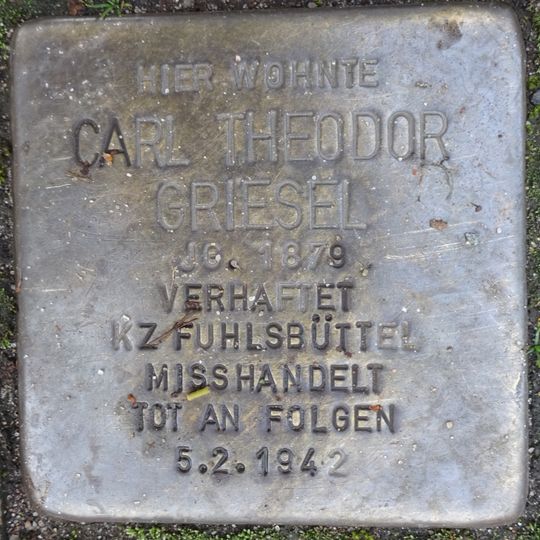 HIER WOHNTE
CARL THEODOR
GRIESEL
JG. 1879
VERHAFTET
KZ FUHLSBÜTTEL
MISSHANDELT
TOT AN FOLGEN
5.2.1942